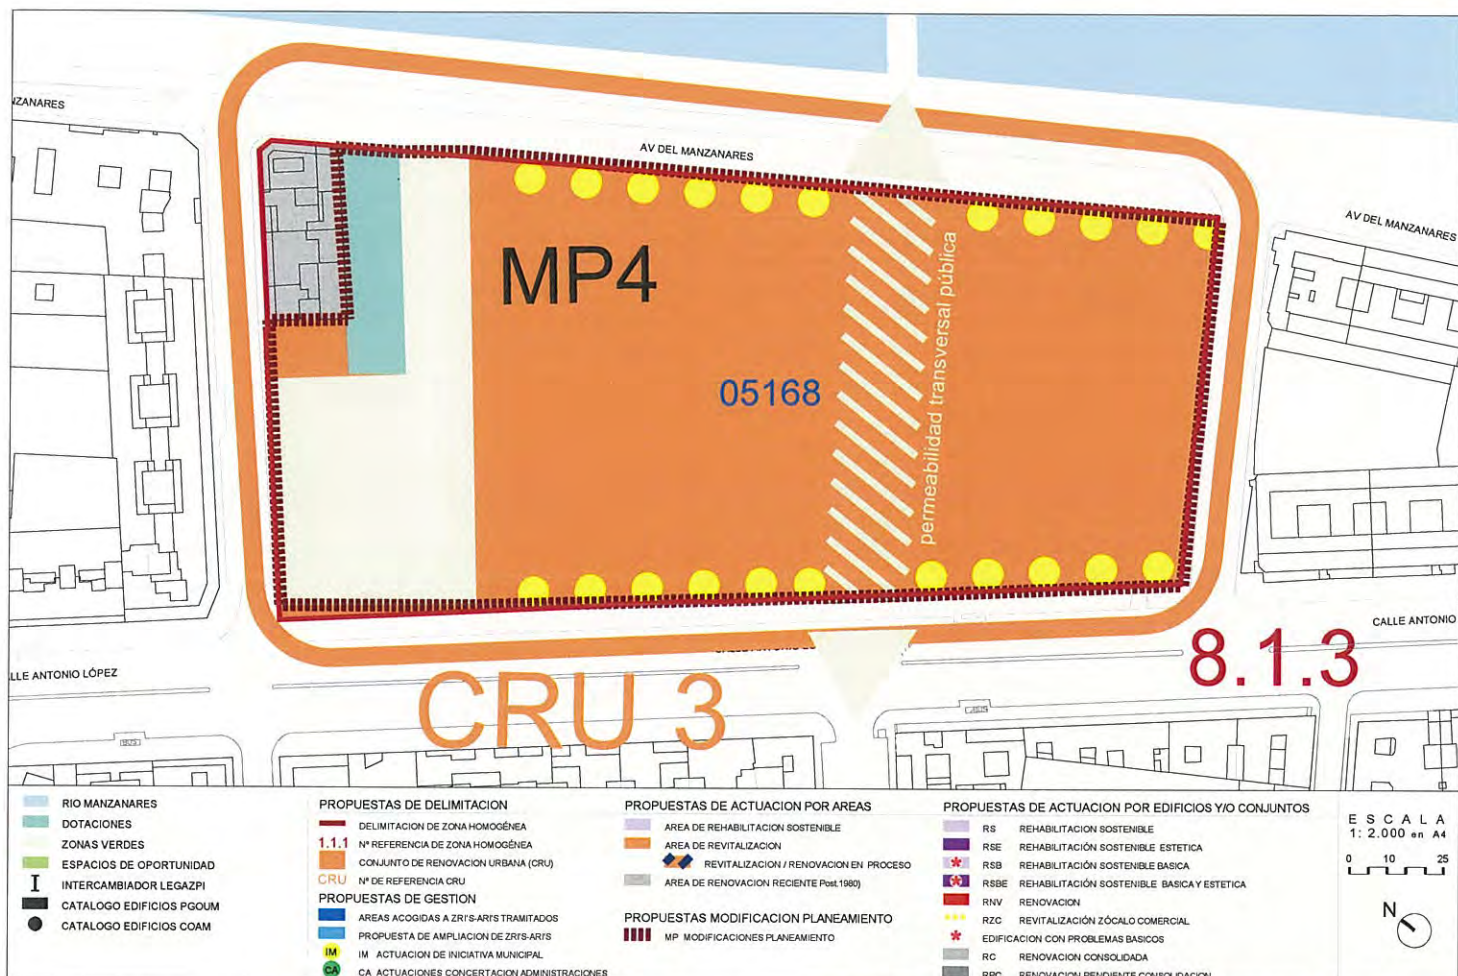 NZANARES
AV DEL MANZANARES
AV DEL MANZANARES
MP4
05168
permeabilidad transversal pública
CALLE ANTONIO
LLE ANTONIO LÓPEZ
CRU 3
8.1.3
RIO MANZANARES
DOTACIONES
ZONAS VERDES
ESPACIOS DE OPORTUNIDAD
I INTERCAMBIADOR LEGAZPI
CATALOGO EDIFICIOS PGOUM
CATALOGO EDIFICIOS COAM
PROPUESTAS DE DELIMITACION
DELIMITACION DE ZONA HOMOGÉNEA
1.1.1 Nº REFERENCIA DE ZONA HOMOGÉNEA
CONJUNTO DE RENOVACION URBANA (CRU)
CRU Nº DE REFERENCIA CRU
PROPUESTAS DE GESTION
AREAS ACOGIDAS A ZRI'S-ARI'S TRAMITADOS
PROPUESTA DE AMPLIACION DE ZRI'S-ARI'S
IM IM ACTUACION DE INICIATIVA MUNICIPAL
CA CA ACTUACIONES CONCERTACION ADMINISTRACIONES
PROPUESTAS DE ACTUACION POR AREAS
AREA DE REHABILITACION SOSTENIBLE
AREA DE REVITALIZACION
REVITALIZACION / RENOVACION EN PROCESO
AREA DE RENOVACION RECIENTE Post.1980)
PROPUESTAS MODIFICACION PLANEAMIENTO
MP MODIFICACIONES PLANEAMIENTO
PROPUESTAS DE ACTUACION POR EDIFICIOS Y/O CONJUNTOS
RS REHABILITACION SOSTENIBLE
RSE REHABILITACIÓN SOSTENIBLE ESTETICA
RSB REHABILITACIÓN SOSTENIBLE BASICA
RSBE REHABILITACIÓN SOSTENIBLE BASICA Y ESTETICA
RNV RENOVACION
RZC REVITALIZACIÓN ZÓCALO COMERCIAL
EDIFICACION CON PROBLEMAS BASICOS
RC RENOVACION CONSOLIDADA
RPC RENOVACION PENDIENTE CONSOLIDACION
ESCALA
1: 2.000 en A4
0 10 25
N